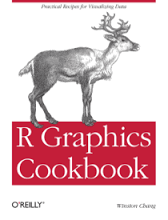 Practical Recipes for Visualizing Data
R Graphics
Cookbook
O'REILLY®
Winston Chang